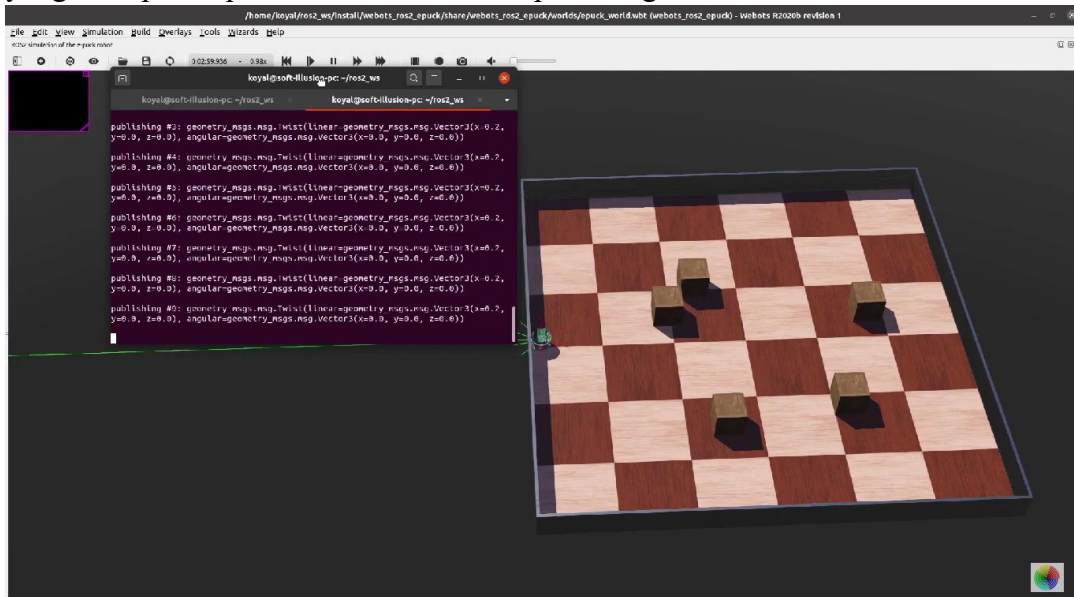 /home/koyal/ros2_ws/install/webots_ros2_epuck/share/webots_ros2_epuck/worlds/epuck_world.wbt (webots_ros2_epuck) - Webots R2020b revision 1
File Edit View Simulation Build Overlays Tools Wizards Help
simulation of the e-puck robot
0:02:59:936 - 0.98x
koyal@soft-illusion-pc: ~/ros2_ws
koyal@soft-illusion-pc: ~/ros2_ws
koyal@soft-illusion-pc: ~/ros2_ws
publishing #3: geometry_msgs.msg.Twist(linear=geometry_msgs.msg.Vector3(x=0.2,
y=0.0, z=0.0), angular=geometry_msgs.msg.Vector3(x=0.0, y=0.0, z=0.0))
publishing #4: geometry_msgs.msg.Twist(linear=geometry_msgs.msg.Vector3(x=0.2,
y=0.0, z=0.0), angular=geometry_msgs.msg.Vector3(x=0.0, y=0.0, z=0.0))
publishing #5: geometry_msgs.msg.Twist(linear=geometry_msgs.msg.Vector3(x=0.2,
y=0.0, z=0.0), angular=geometry_msgs.msg.Vector3(x=0.0, y=0.0, z=0.0))
publishing #6: geometry_msgs.msg.Twist(linear=geometry_msgs.msg.Vector3(x=0.2,
y=0.0, z=0.0), angular=geometry_msgs.msg.Vector3(x=0.0, y=0.0, z=0.0))
publishing #7: geometry_msgs.msg.Twist(linear=geometry_msgs.msg.Vector3(x=0.2,
y=0.0, z=0.0), angular=geometry_msgs.msg.Vector3(x=0.0, y=0.0, z=0.0))
publishing #8: geometry_msgs.msg.Twist(linear=geometry_msgs.msg.Vector3(x=0.2,
y=0.0, z=0.0), angular=geometry_msgs.msg.Vector3(x=0.0, y=0.0, z=0.0))
publishing #9: geometry_msgs.msg.Twist(linear=geometry_msgs.msg.Vector3(x=0.2,
y=0.0, z=0.0), angular=geometry_msgs.msg.Vector3(x=0.0, y=0.0, z=0.0))